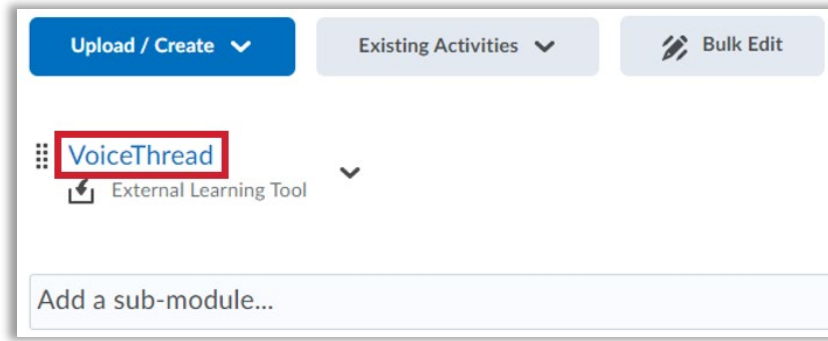 Upload / Create Existing Activities Bulk Edit
VoiceThread
External Learning Tool
Add a sub-module...